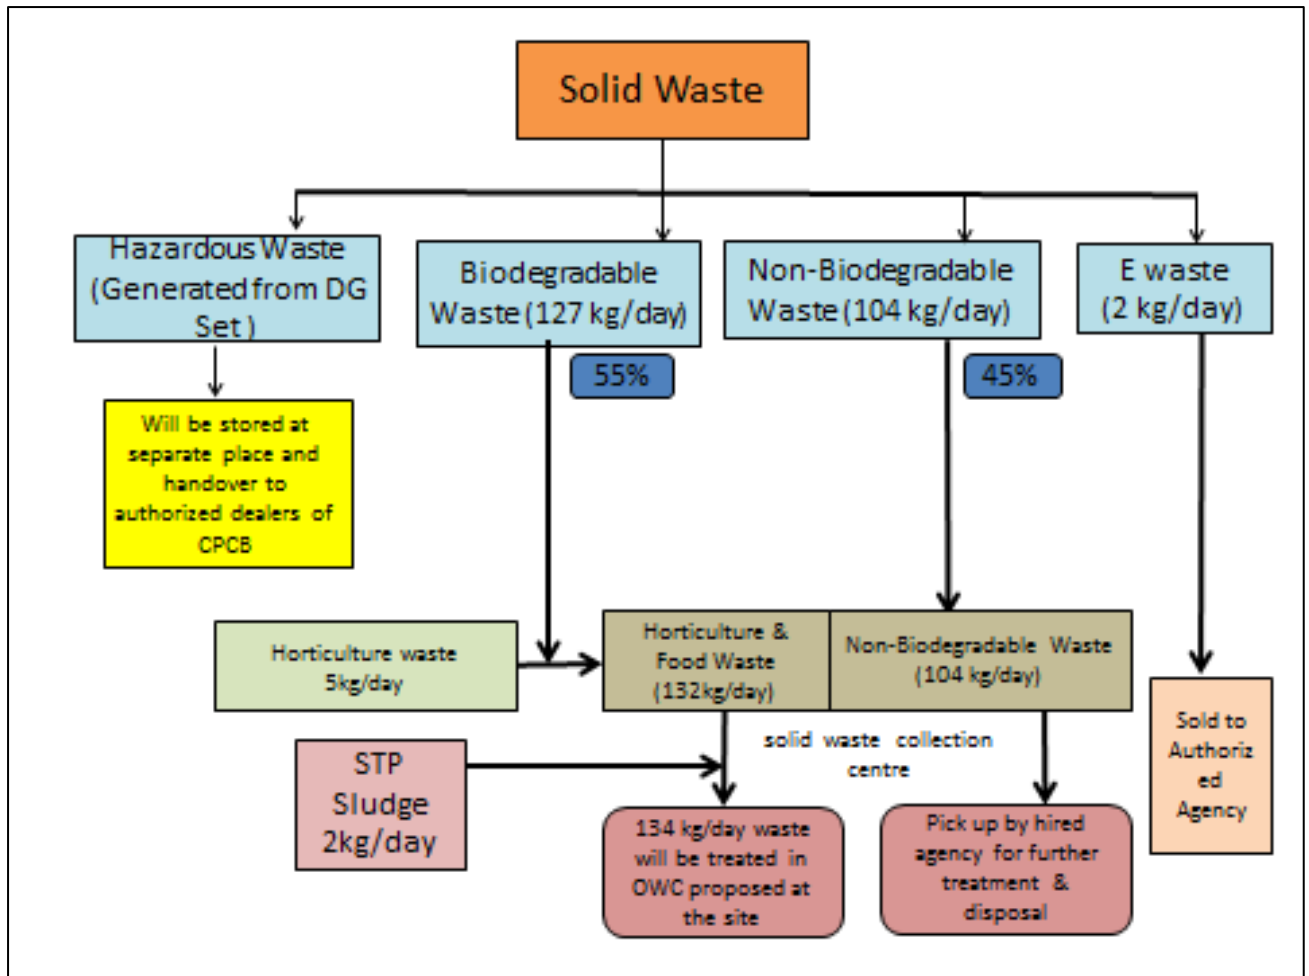 Solid Waste
Hazardous Waste
(Generated from DG
Set )
Biodegradable
Waste (127 kg/day)
Non-Biodegradable
Waste (104 kg/day)
E waste
(2 kg/day)
55%
45%
Will be stored at
separate place and
handover to
authorized dealers of
CPCB
Horticulture waste
5kg/day
Horticulture &
Food Waste
(132kg/day)
Non-Biodegradable Waste
(104 kg/day)
solid waste collection
centre
Sold to
Authoriz
ed
Agency
STP
Sludge
2kg/day
134 kg/day waste
will be treated in
OWC proposed at
the site
Pick up by hired
agency for further
treatment &
disposal